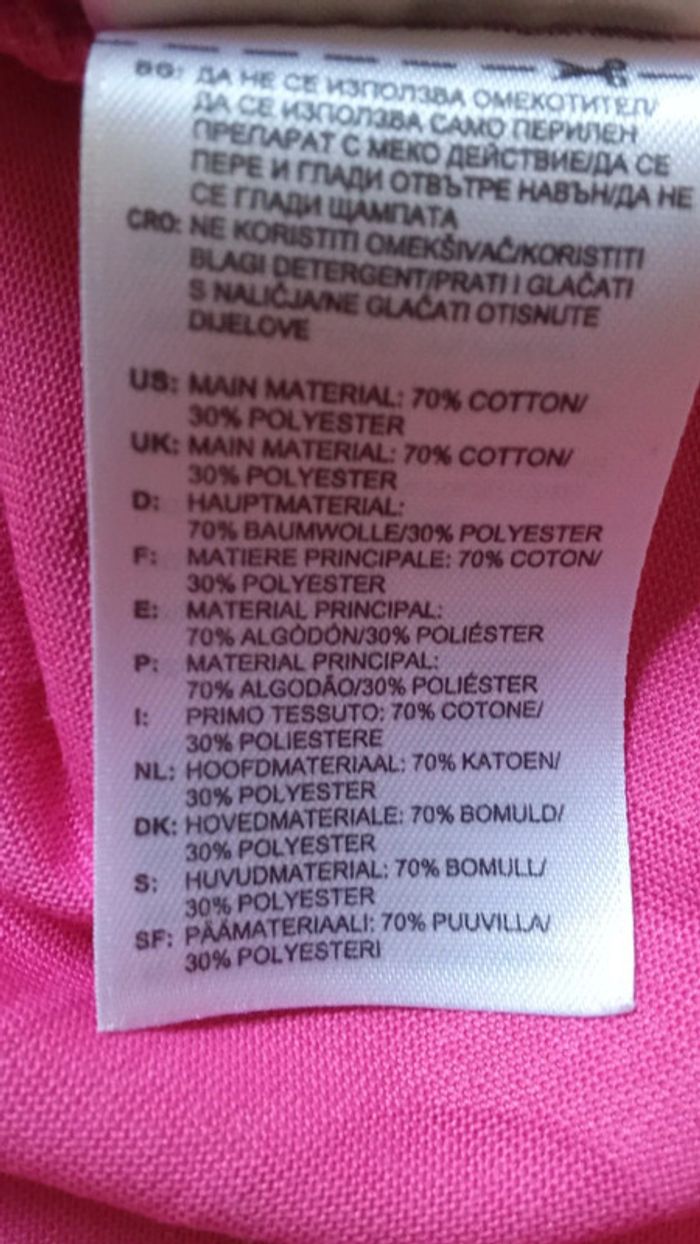 BG: ДА НЕ СЕ ИЗПОЛЗВА ОМЕКОТИТЕЛ/
ДА СЕ ИЗПОЛЗВА САМО ПЕРИЛЕН
ПРЕПАРАТ С МЕКО ДЕЙСТВИЕ/ДА СЕ
ПЕРЕ И ГЛАДИ ОТВЪТРЕ НАВЪН/ДА НЕ
СЕ ГЛАДИ ЩАМПАТА
CRO: NE KORISTITI OMEKŠIVAČ/KORISTITI
BLAGI DETERGENT/PRATI I GLAČATI
S NALIČJA/NE GLAČATI OTISNUTE
DIJELOVE
US: MAIN MATERIAL: 70% COTTON/
30% POLYESTER
UK: MAIN MATERIAL: 70% COTTON/
30% POLYESTER
D: HAUPTMATERIAL:
70% BAUMWOLLE/30% POLYESTER
F: MATIERE PRINCIPALE: 70% COTON/
30% POLYESTER
E: MATERIAL PRINCIPAL:
70% ALGÓDÓN/30% POLIÉSTER
P: MATERIAL PRINCIPAL:
70% ALGODÃO/30% POLIÉSTER
I: PRIMO TESSUTO: 70% COTONE/
30% POLIESTERE
NL: HOOFDMATERIAAL: 70% KATOEN/
30% POLYESTER
DK: HOVEDMATERIALE: 70% BOMULD/
30% POLYESTER
S: HUVUDMATERIAL: 70% BOMULL/
30% POLYESTER
SF: PÄÄMATERIAALI: 70% PUUVILLA/
30% POLYESTERI